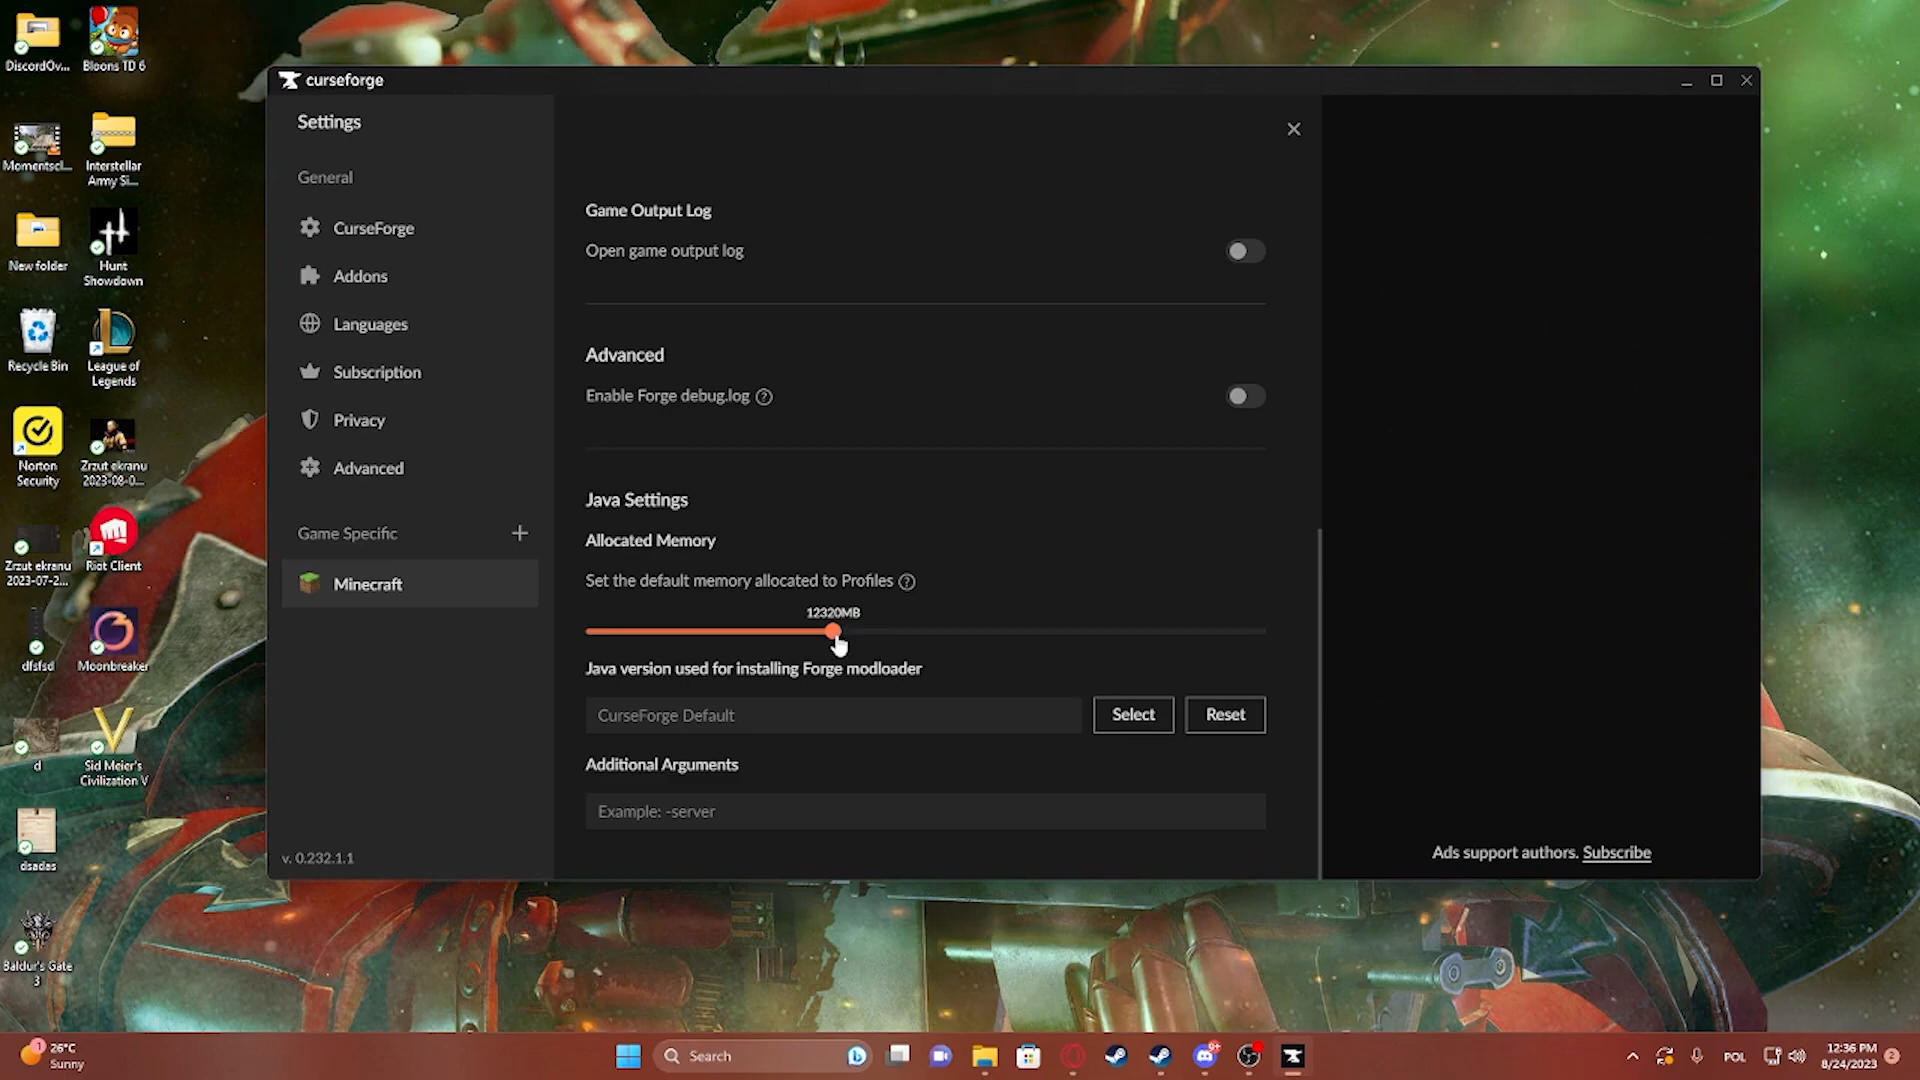 DiscordOv...
Bloons TD 6
Momentscl...
Interstellar
Army Si...
New folder
Hunt
Showdown
Recycle Bin
League of
Legends
Norton
Security
Zrzut ekranu
2023-08-0...
Zrzut ekranu
2023-07-2...
Riot Client
dfsfsd
Moonbreaker
d
Sid Meier's
Civilization V
dsadas
Baldur's Gate
3
curseforge
Settings
General
CurseForge
Addons
Languages
Subscription
Privacy
Advanced
Game Specific
Minecraft
v. 0.232.1.1
Game Output Log
Open game output log
Advanced
Enable Forge debug.log
Java Settings
Allocated Memory
Set the default memory allocated to Profiles
12320MB
Java version used for installing Forge modloader
CurseForge Default
Select
Reset
Additional Arguments
Example: -server
Ads support authors. Subscribe
1
26°C
Sunny
Search
9+
POL
12:36 PM
8/24/2023
2